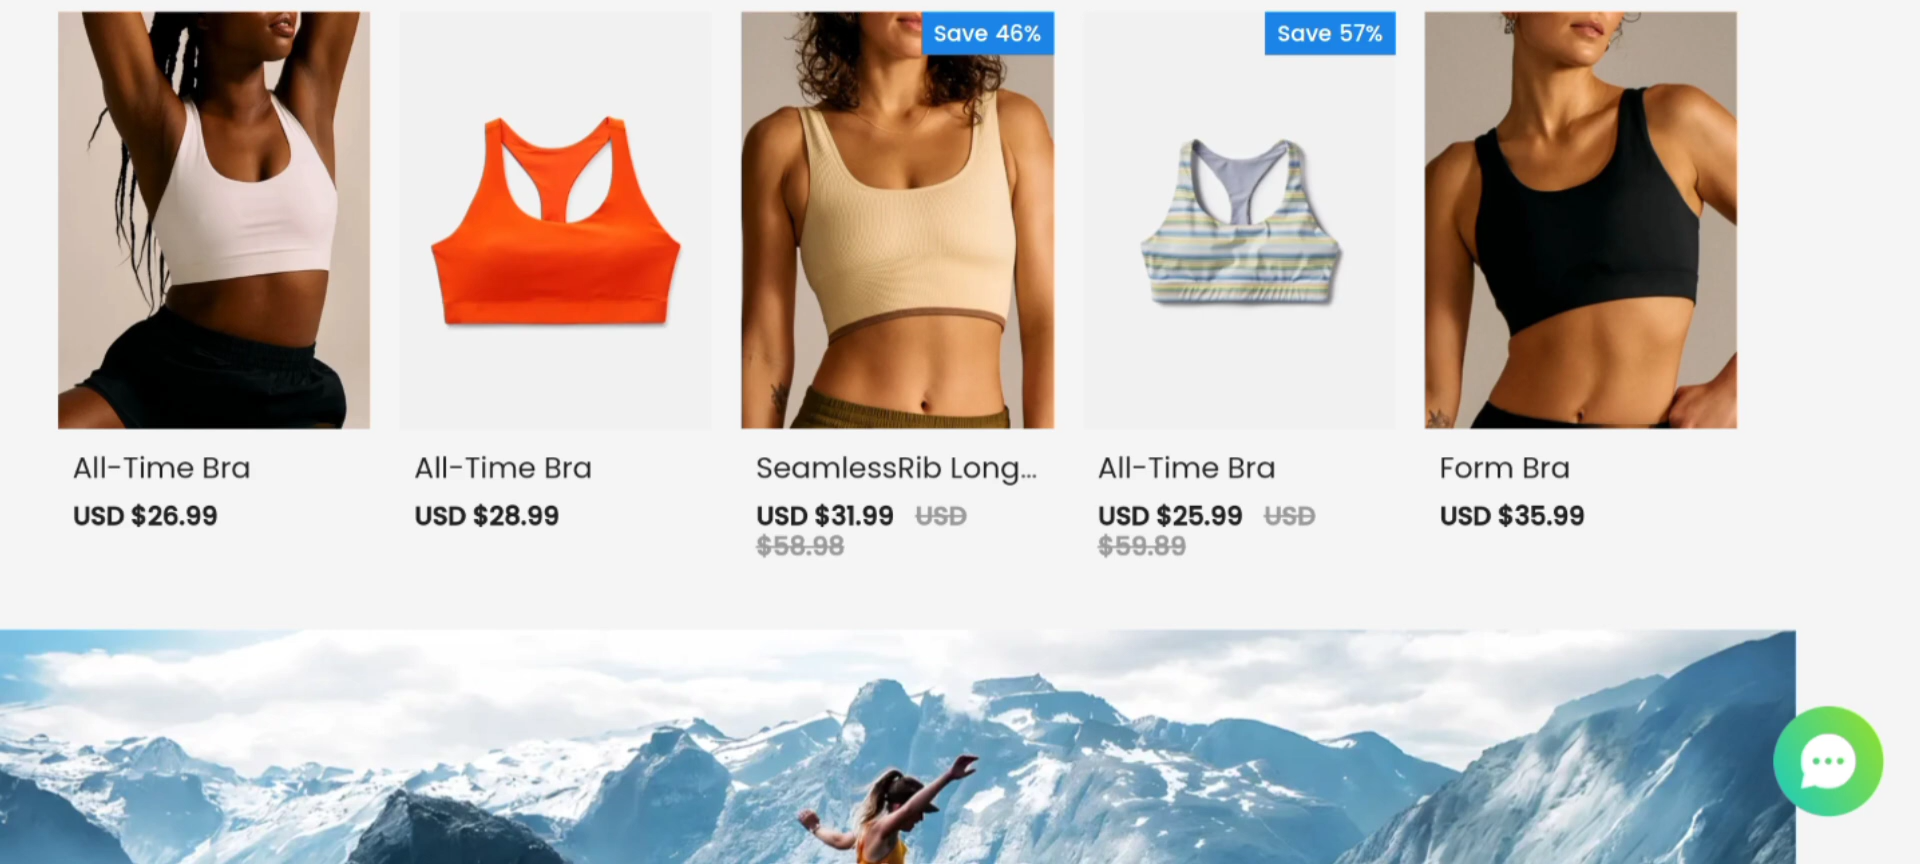 Save 46%
Save 57%
All-Time Bra
USD $26.99
All-Time Bra
USD $28.99
SeamlessRib Long...
USD $31.99 USD
$58.98
All-Time Bra
USD $25.99 USD
$59.89
Form Bra
USD $35.99